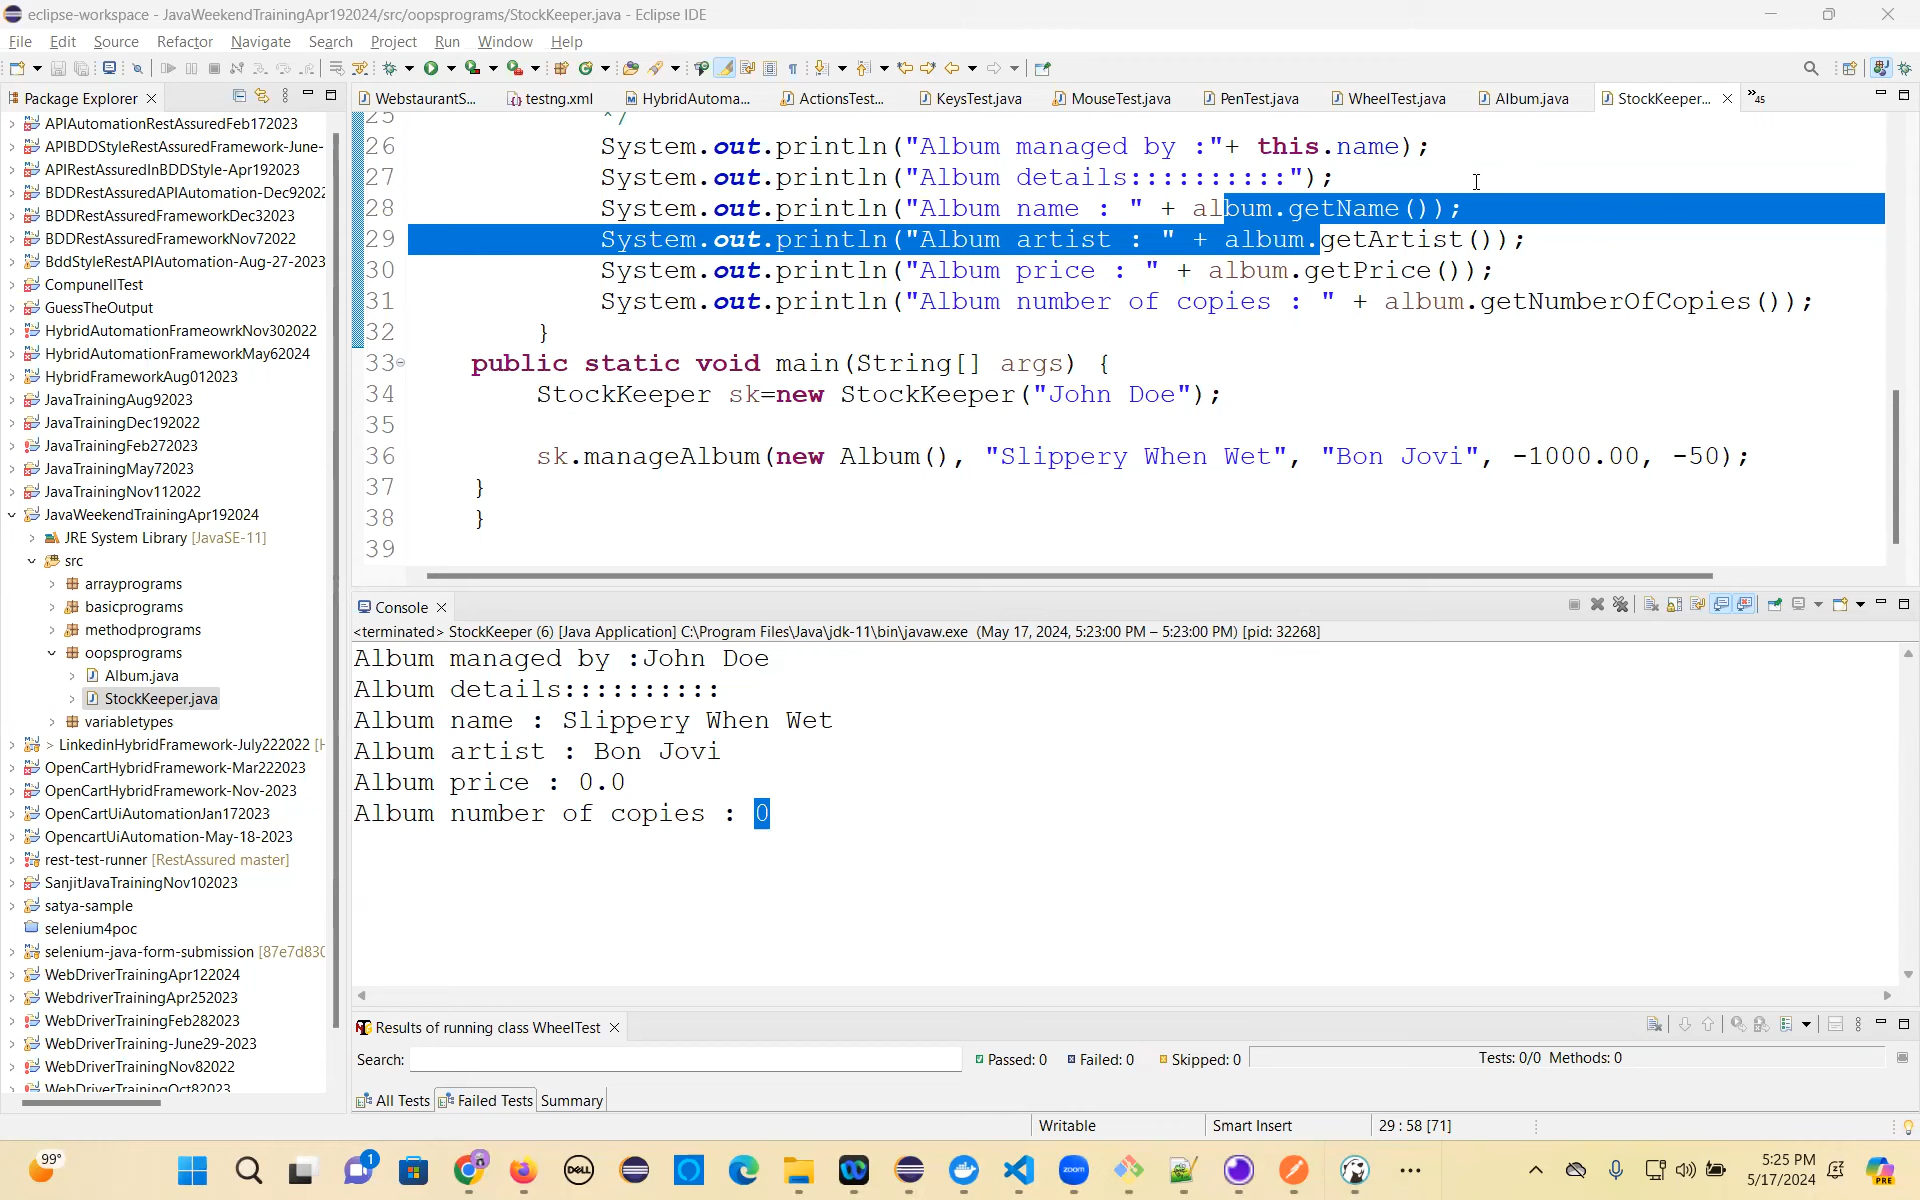 eclipse-workspace - JavaWeekendTrainingApr192024/src/oopsprograms/StockKeeper.java - Eclipse IDE
File Edit Source Refactor Navigate Search Project Run Window Help
Package Explorer
WebstaurantS... testng.xml HybridAutoma... ActionsTest... KeysTest.java MouseTest.java PenTest.java WheelTest.java Album.java StockKeeper... »45
APIAutomationRestAssuredFeb172023
APIBDDStyleRestAssuredFramework-June-
APIRestAssuredInBDDStyle-Apr192023
BDDRestAssuredAPIAutomation-Dec92022
BDDRestAssuredFrameworkDec32023
BDDRestAssuredFrameworkNov72022
BddStyleRestAPIAutomation-Aug-27-2023
CompunellTest
GuessTheOutput
HybridAutomationFrameowrkNov302022
HybridAutomationFrameworkMay62024
HybridFrameworkAug012023
JavaTrainingAug92023
JavaTrainingDec192022
JavaTrainingFeb272023
JavaTrainingMay72023
JavaTrainingNov112022
JavaWeekendTrainingApr192024
JRE System Library [JavaSE-11]
src
arrayprograms
basicprograms
methodprograms
oopsprograms
Album.java
StockKeeper.java
variabletypes
> LinkedinHybridFramework-July222022 [H
OpenCartHybridFramework-Mar222023
OpenCartHybridFramework-Nov-2023
OpenCartUiAutomationJan172023
OpencartUiAutomation-May-18-2023
rest-test-runner [RestAssured master]
SanjitJavaTrainingNov102023
satya-sample
selenium4poc
selenium-java-form-submission [87e7d830
WebDriverTrainingApr122024
WebdriverTrainingApr252023
WebDriverTrainingFeb282023
WebDriverTraining-June29-2023
WebDriverTrainingNov82022
WebDriverTrainingOct82023
25 */
26 System.out.println("Album managed by :"+ this.name);
27 System.out.println("Album details::::::::::");
28 System.out.println("Album name : " + album.getName());
29 System.out.println("Album artist : " + album.getArtist());
30 System.out.println("Album price : " + album.getPrice());
31 System.out.println("Album number of copies : " + album.getNumberOfCopies());
32 }
33 public static void main(String[] args) {
34 StockKeeper sk=new StockKeeper("John Doe");
35
36 sk.manageAlbum(new Album(), "Slippery When Wet", "Bon Jovi", -1000.00, -50);
37 }
38 }
39
Console
<terminated> StockKeeper (6) [Java Application] C:\Program Files\Java\jdk-11\bin\javaw.exe (May 17, 2024, 5:23:00 PM – 5:23:00 PM) [pid: 32268]
Album managed by :John Doe
Album details::::::::::
Album name : Slippery When Wet
Album artist : Bon Jovi
Album price : 0.0
Album number of copies : 0
Results of running class WheelTest
Search: Passed: 0 Failed: 0 Skipped: 0 Tests: 0/0 Methods: 0
All Tests Failed Tests Summary
Writable Smart Insert 29 : 58 [71]
99° 1 DELL zoom PRE
5:25 PM
5/17/2024